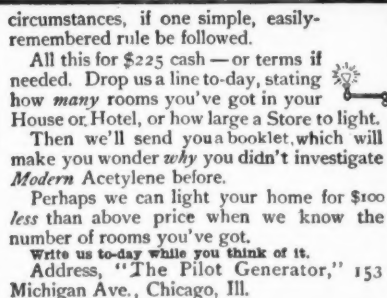 circumstances, if one simple, easily-
remembered rule be followed.
All this for $225 cash — or terms if
needed. Drop us a line to-day, stating
how many rooms you've got in your
House or Hotel, or how large a Store to light.
Then we'll send you a booklet, which will
make you wonder why you didn't investigate
Modern Acetylene before.
Perhaps we can light your home for $100
less than above price when we know the
number of rooms you've got.
Write us to-day while you think of it.
Address, "The Pilot Generator," 153
Michigan Ave., Chicago, Ill.